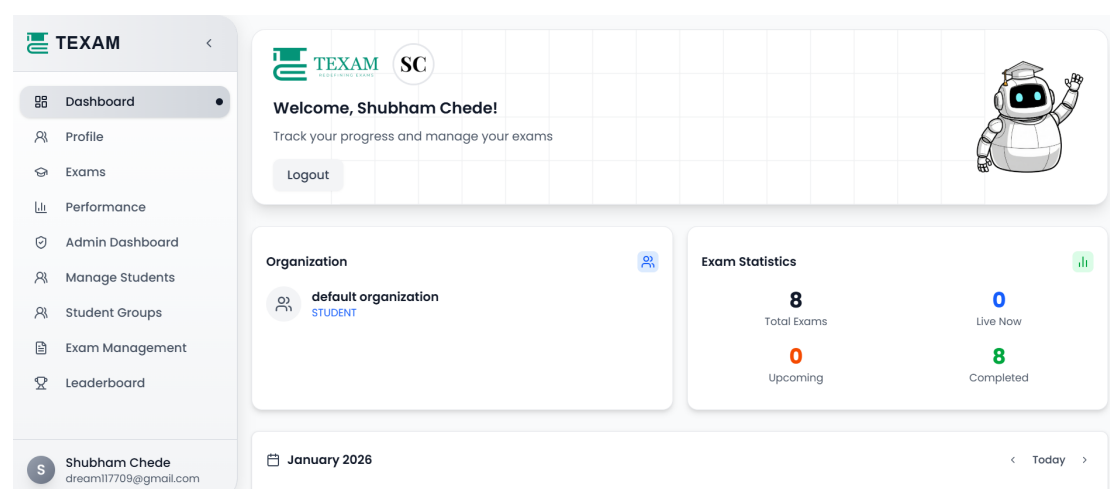 TEXAM
Dashboard
Profile
Exams
Performance
Admin Dashboard
Manage Students
Student Groups
Exam Management
Leaderboard
S
Shubham Chede
dream117709@gmail.com
TEXAM
REDEFINING EXAMS
SC
Welcome, Shubham Chede!
Track your progress and manage your exams
Logout
Organization
default organization
STUDENT
Exam Statistics
8
Total Exams
0
Live Now
0
Upcoming
8
Completed
January 2026
Today